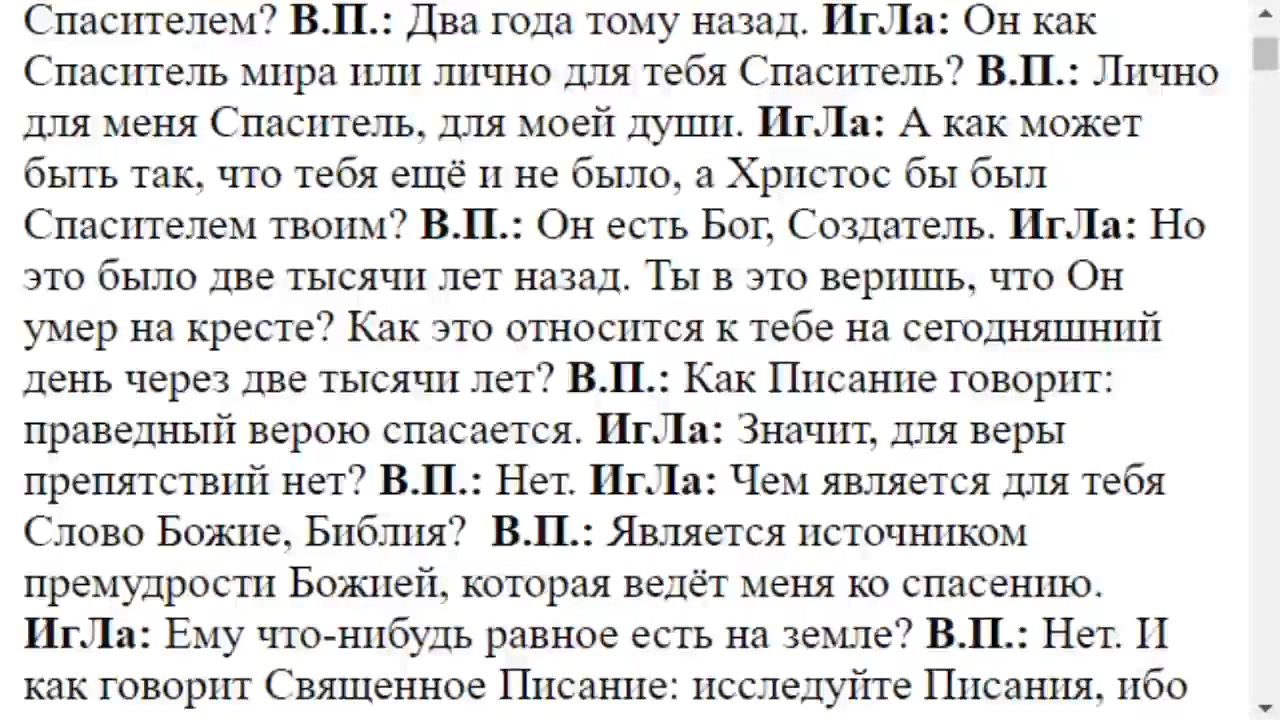 Спасителем? В.П.: Два года тому назад. ИгЛа: Он как
Спаситель мира или лично для тебя Спаситель? В.П.: Лично
для меня Спаситель, для моей души. ИгЛа: А как может
быть так, что тебя ещё и не было, а Христос бы был
Спасителем твоим? В.П.: Он есть Бог, Создатель. ИгЛа: Но
это было две тысячи лет назад. Ты в это веришь, что Он
умер на кресте? Как это относится к тебе на сегодняшний
день через две тысячи лет? В.П.: Как Писание говорит:
праведный верою спасается. ИгЛа: Значит, для веры
препятствий нет? В.П.: Нет. ИгЛа: Чем является для тебя
Слово Божие, Библия?  В.П.: Является источником
премудрости Божией, которая ведёт меня ко спасению.
ИгЛа: Ему что-нибудь равное есть на земле? В.П.: Нет. И
как говорит Священное Писание: исследуйте Писания, ибо